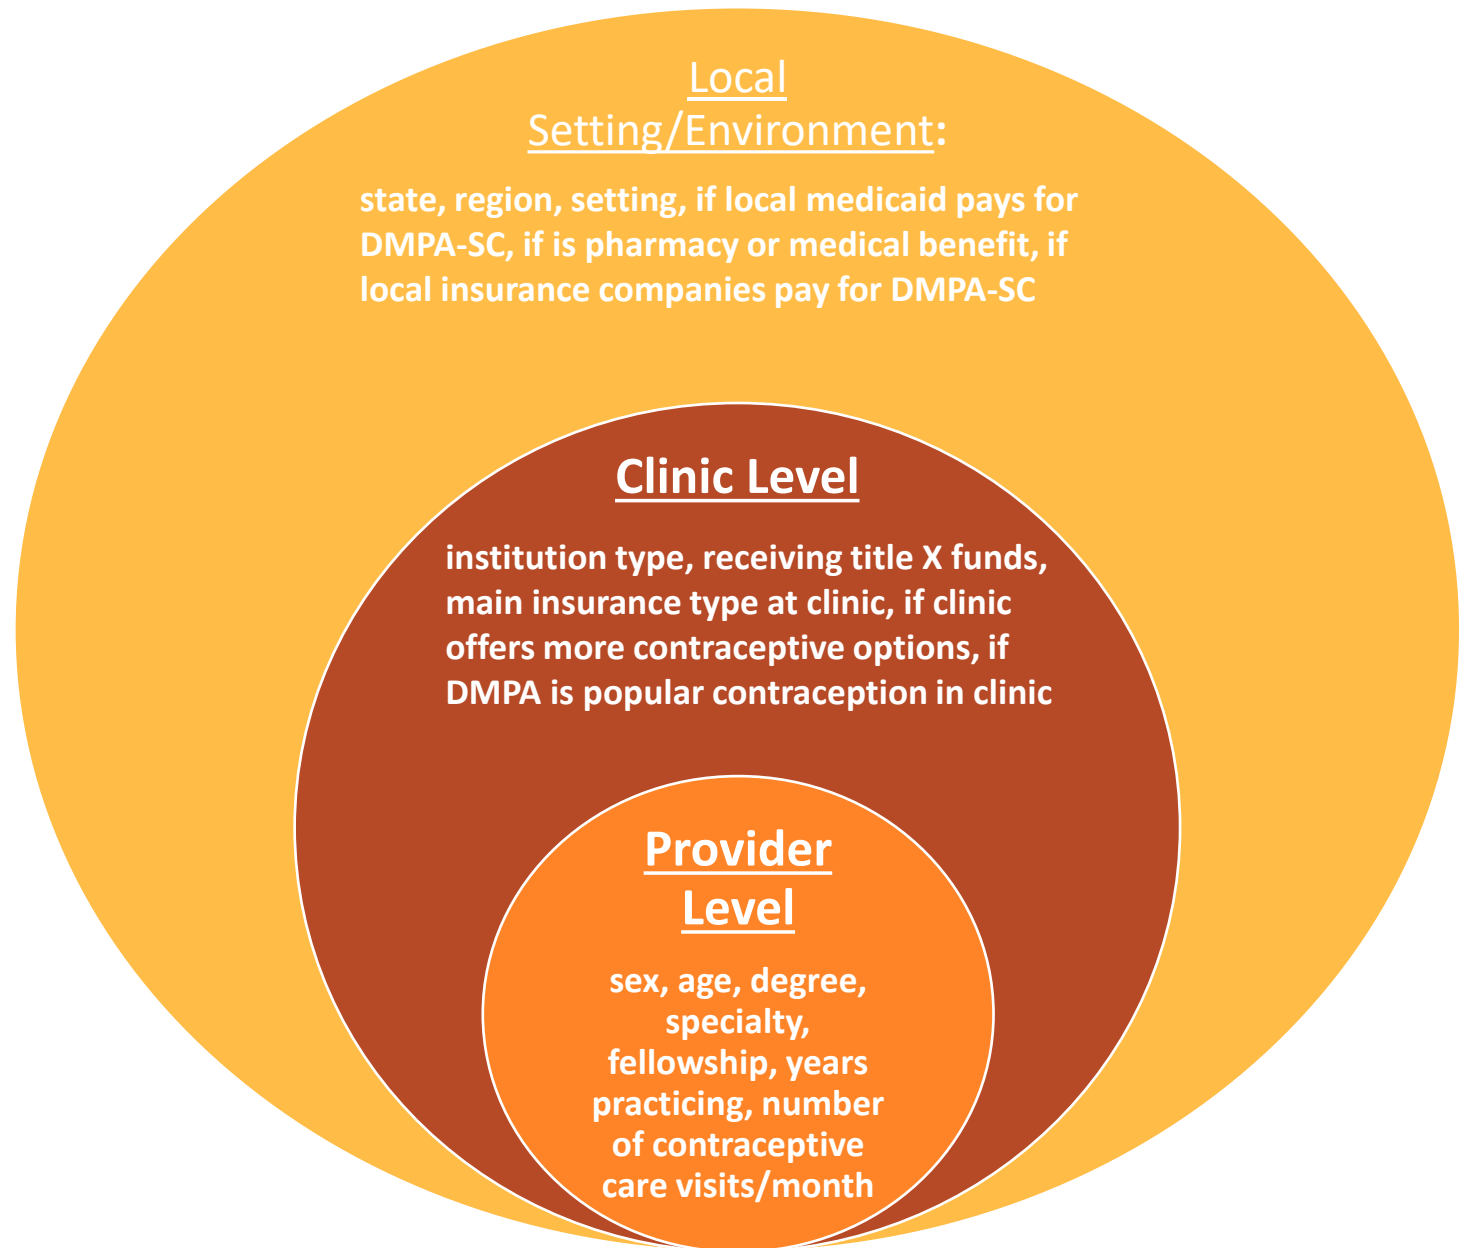 Local
Setting/Environment:
state, region, setting, if local medicaid pays for
DMPA-SC, if is pharmacy or medical benefit, if
local insurance companies pay for DMPA-SC
Clinic Level
institution type, receiving title X funds,
main insurance type at clinic, if clinic
offers more contraceptive options, if
DMPA is popular contraception in clinic
Provider
Level
sex, age, degree,
specialty,
fellowship, years
practicing, number
of contraceptive
care visits/month